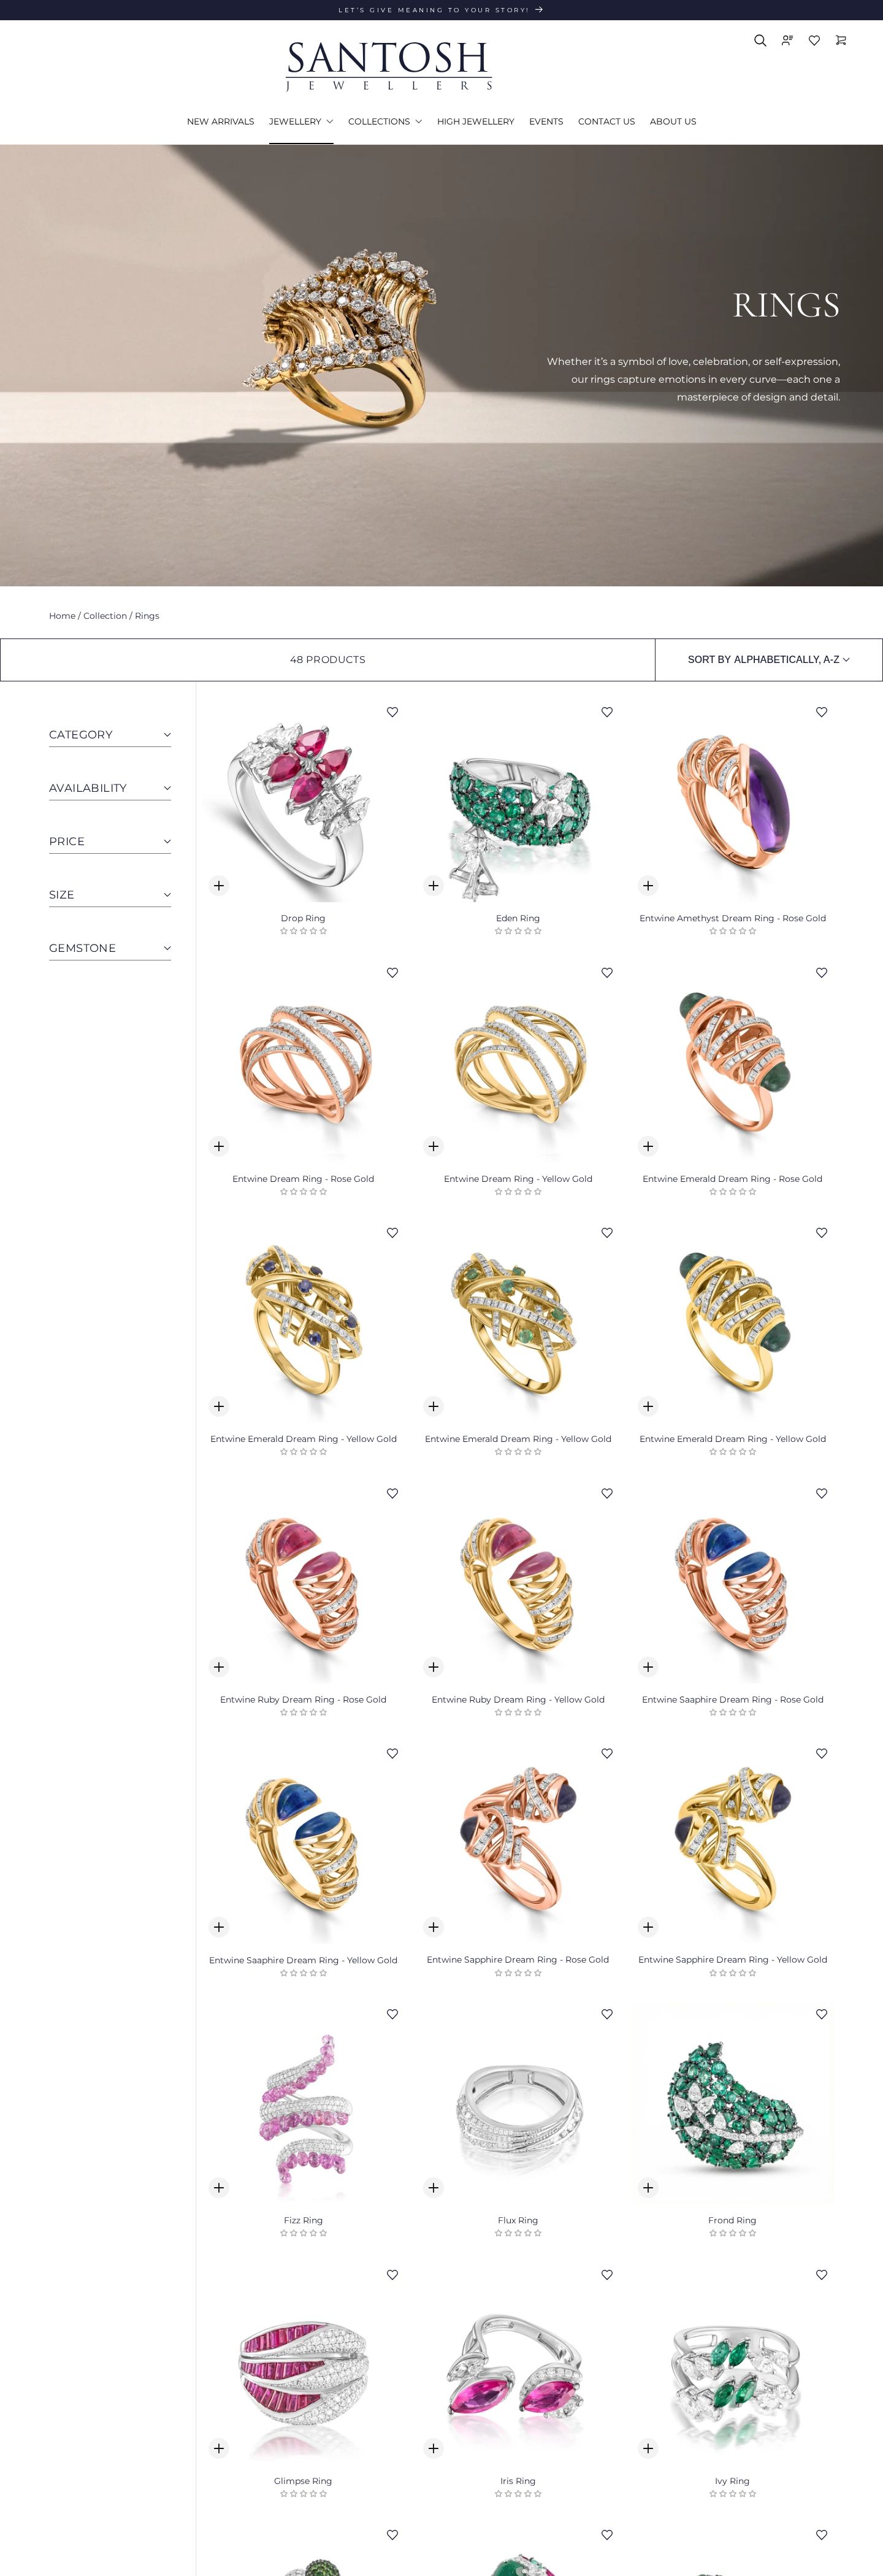 LET'S GIVE MEANING TO YOUR STORY!
SANTOSH
JEWELLERS
NEW ARRIVALS JEWELLERY COLLECTIONS HIGH JEWELLERY EVENTS CONTACT US ABOUT US
RINGS
Whether it's a symbol of love, celebration, or self-expression,
our rings capture emotions in every curve—each one a
masterpiece of design and detail.
Home / Collection / Rings
48 PRODUCTS
SORT BY ALPHABETICALLY, A-Z
CATEGORY
AVAILABILITY
PRICE
SIZE
GEMSTONE
Drop Ring
Eden Ring
Entwine Amethyst Dream Ring - Rose Gold
Entwine Dream Ring - Rose Gold
Entwine Dream Ring - Yellow Gold
Entwine Emerald Dream Ring - Rose Gold
Entwine Emerald Dream Ring - Yellow Gold
Entwine Emerald Dream Ring - Yellow Gold
Entwine Emerald Dream Ring - Yellow Gold
Entwine Ruby Dream Ring - Rose Gold
Entwine Ruby Dream Ring - Yellow Gold
Entwine Saaphire Dream Ring - Rose Gold
Entwine Saaphire Dream Ring - Yellow Gold
Entwine Sapphire Dream Ring - Rose Gold
Entwine Sapphire Dream Ring - Yellow Gold
Fizz Ring
Flux Ring
Frond Ring
Glimpse Ring
Iris Ring
Ivy Ring